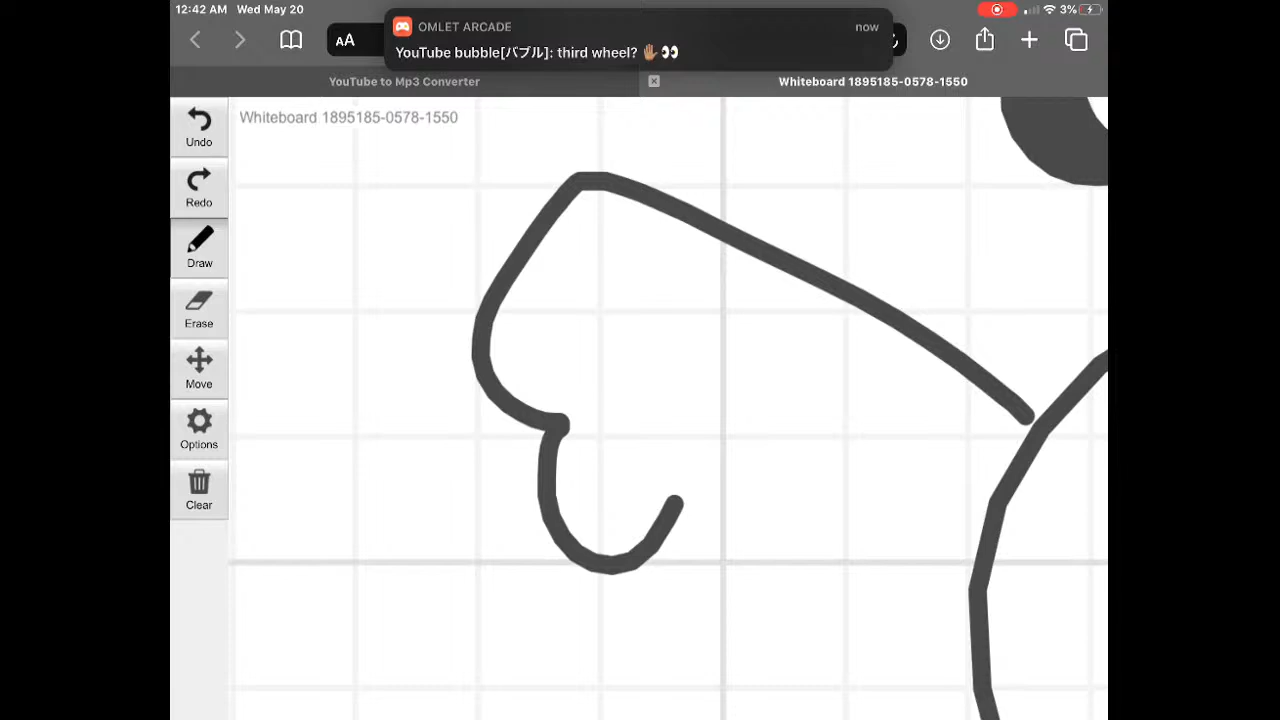 12:42 AM Wed May 20
3%
OMLET ARCADE
now
AA
YouTube bubble[バブル]: third wheel? ✋🏽👀
YouTube to Mp3 Converter
Whiteboard 1895185-0578-1550
Whiteboard 1895185-0578-1550
Undo
Redo
Draw
Erase
Move
Options
Clear